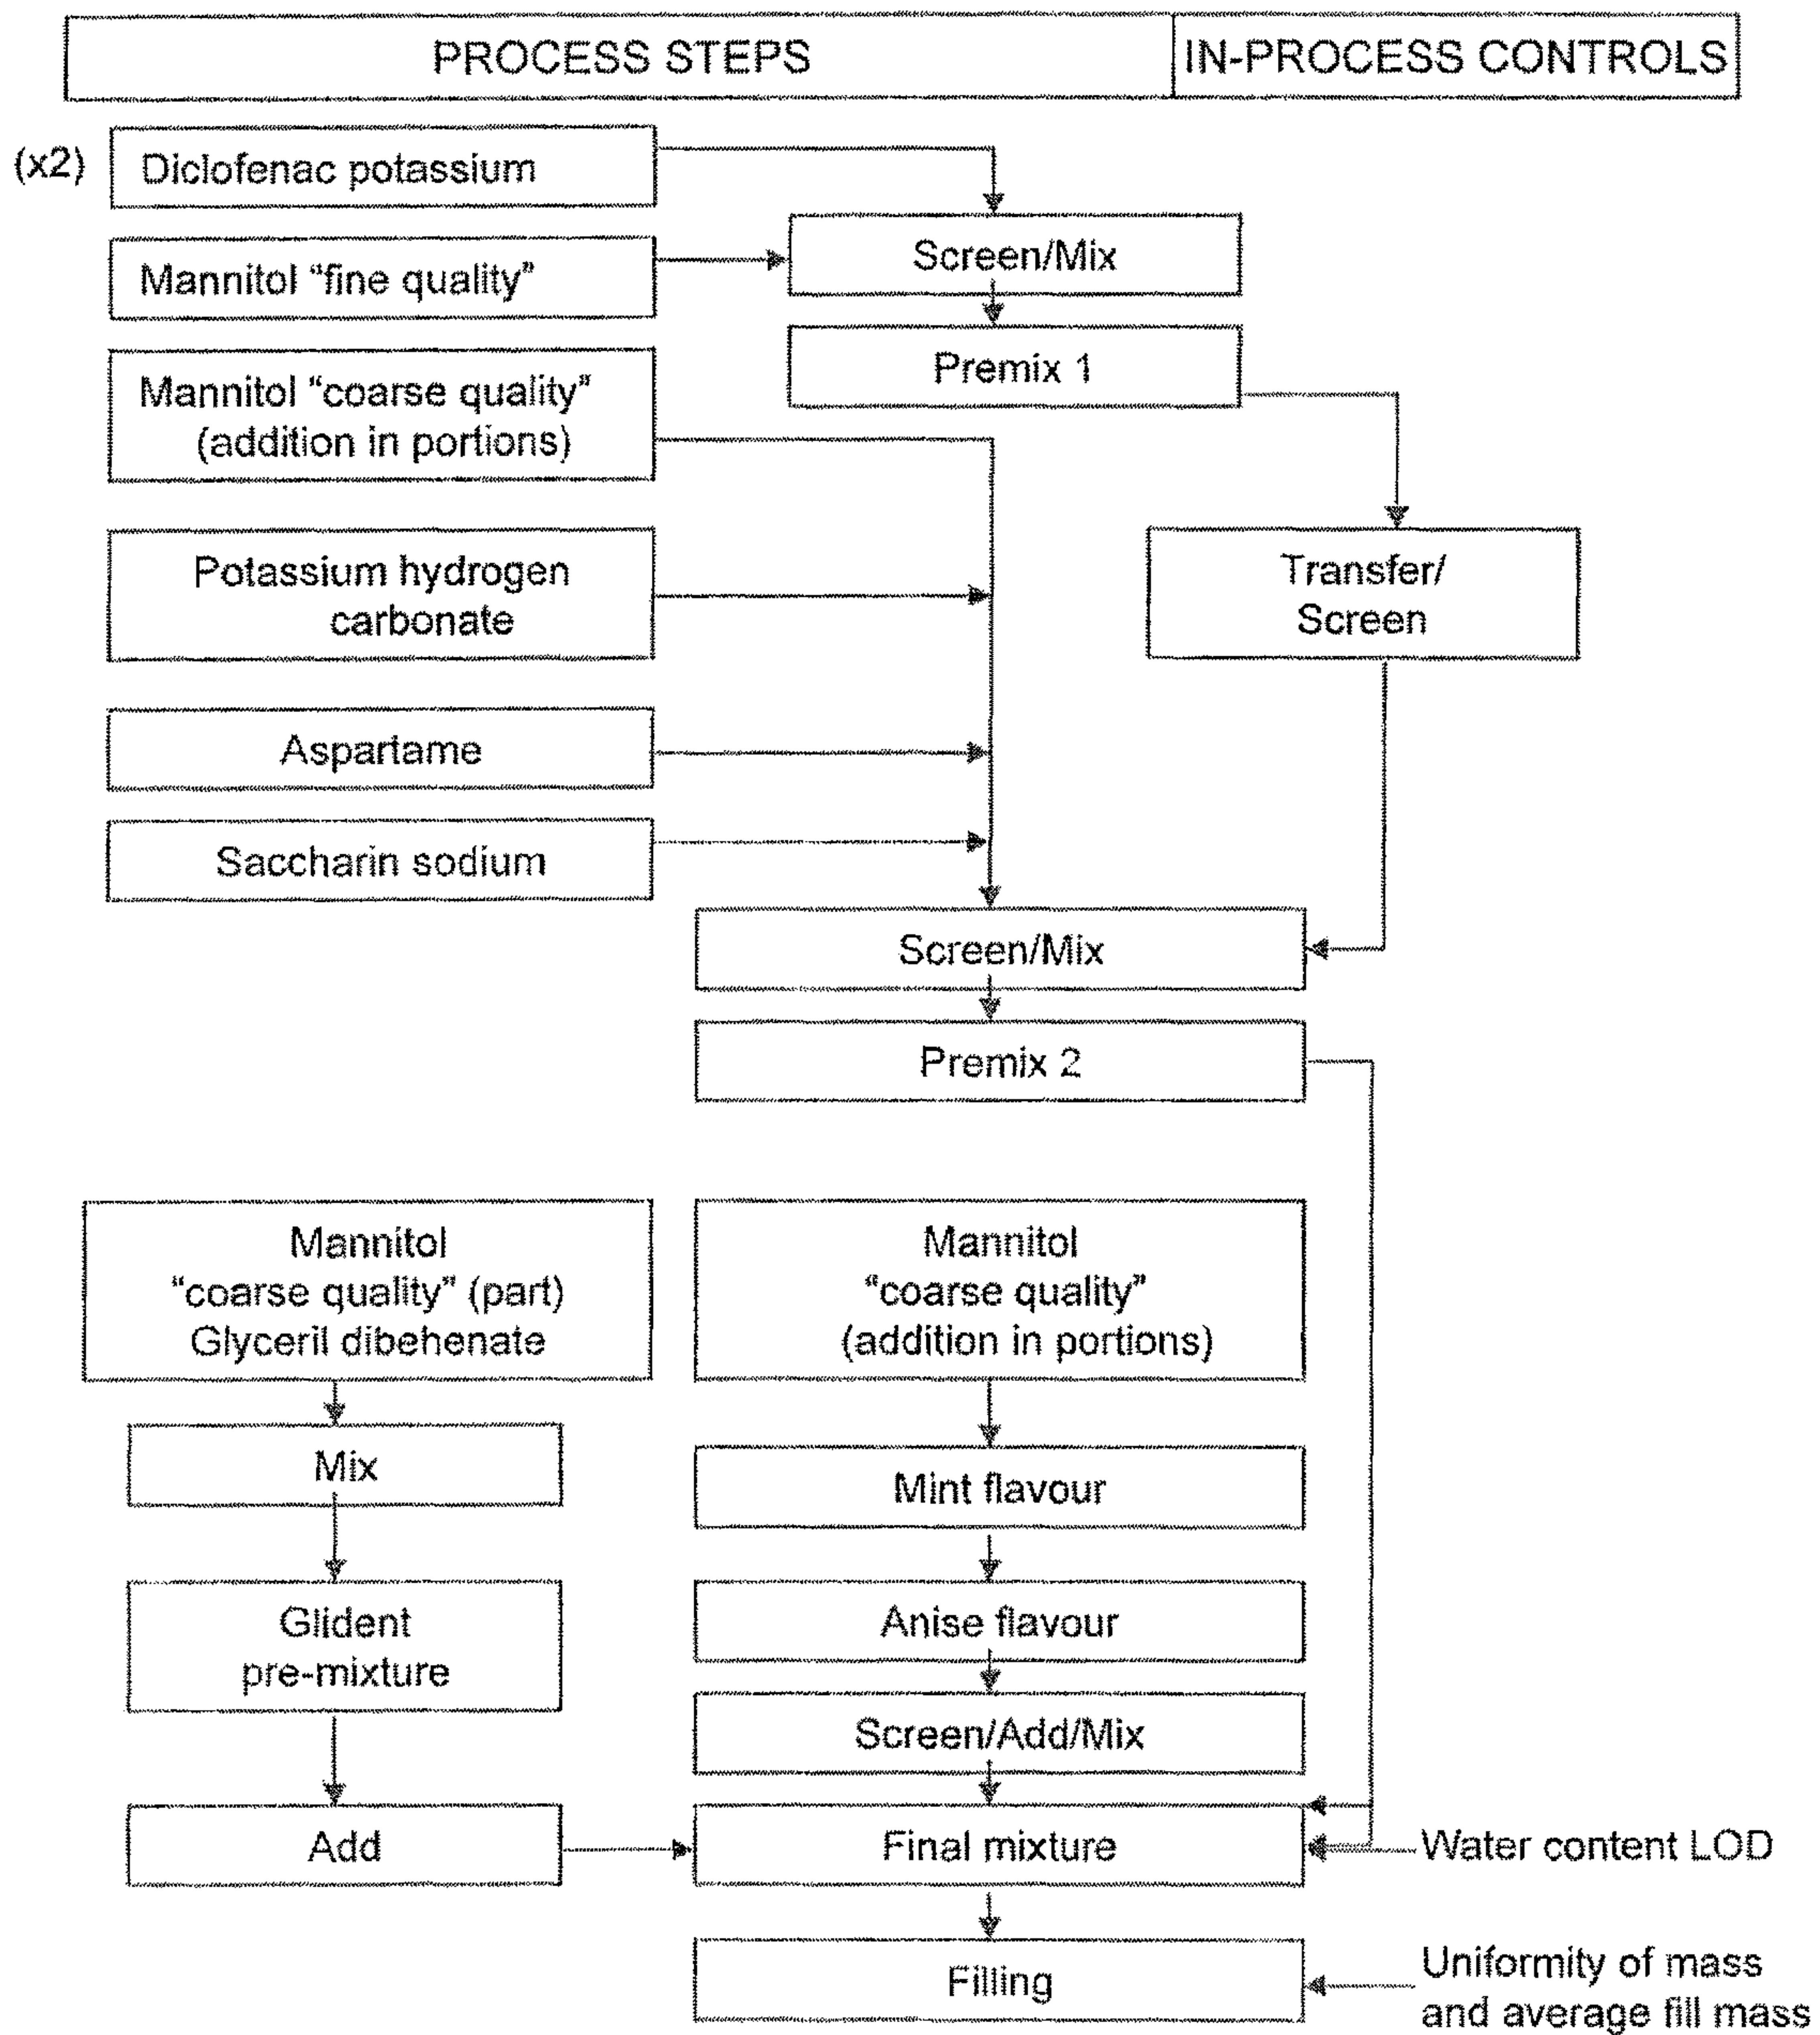 PROCESS STEPS
IN-PROCESS CONTROLS
(x2)
Diclofenac potassium
Mannitol “fine quality”
Screen/Mix
Premix 1
Mannitol “coarse quality”
(addition in portions)
Potassium hydrogen
carbonate
Transfer/
Screen
Aspartame
Saccharin sodium
Screen/Mix
Premix 2
Mannitol
“coarse quality” (part)
Glyceril dibehenate
Mannitol
“coarse quality”
(addition in portions)
Mix
Mint flavour
Glident
pre-mixture
Anise flavour
Screen/Add/Mix
Add
Final mixture
Water content LOD
Filling
Uniformity of mass
and average fill mass